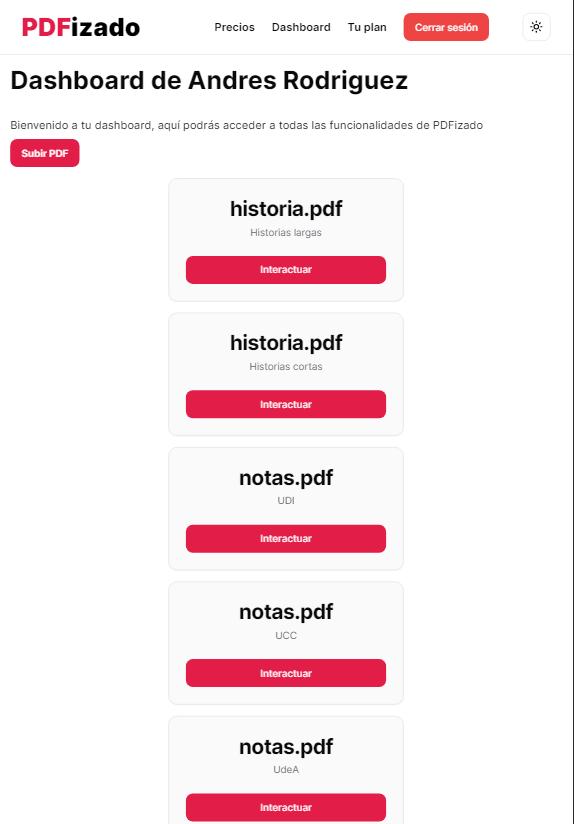 PDFizado Precios Dashboard Tu plan Cerrar sesión
Dashboard de Andres Rodriguez
Bienvenido a tu dashboard, aquí podrás acceder a todas las funcionalidades de PDFizado
Subir PDF
historia.pdf
Historias largas
Interactuar
historia.pdf
Historias cortas
Interactuar
notas.pdf
UDI
Interactuar
notas.pdf
UCC
Interactuar
notas.pdf
UdeA
Interactuar